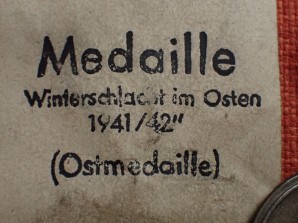 Medaille
Winterschlacht im Osten
1941/42"
(Ostmedaille)